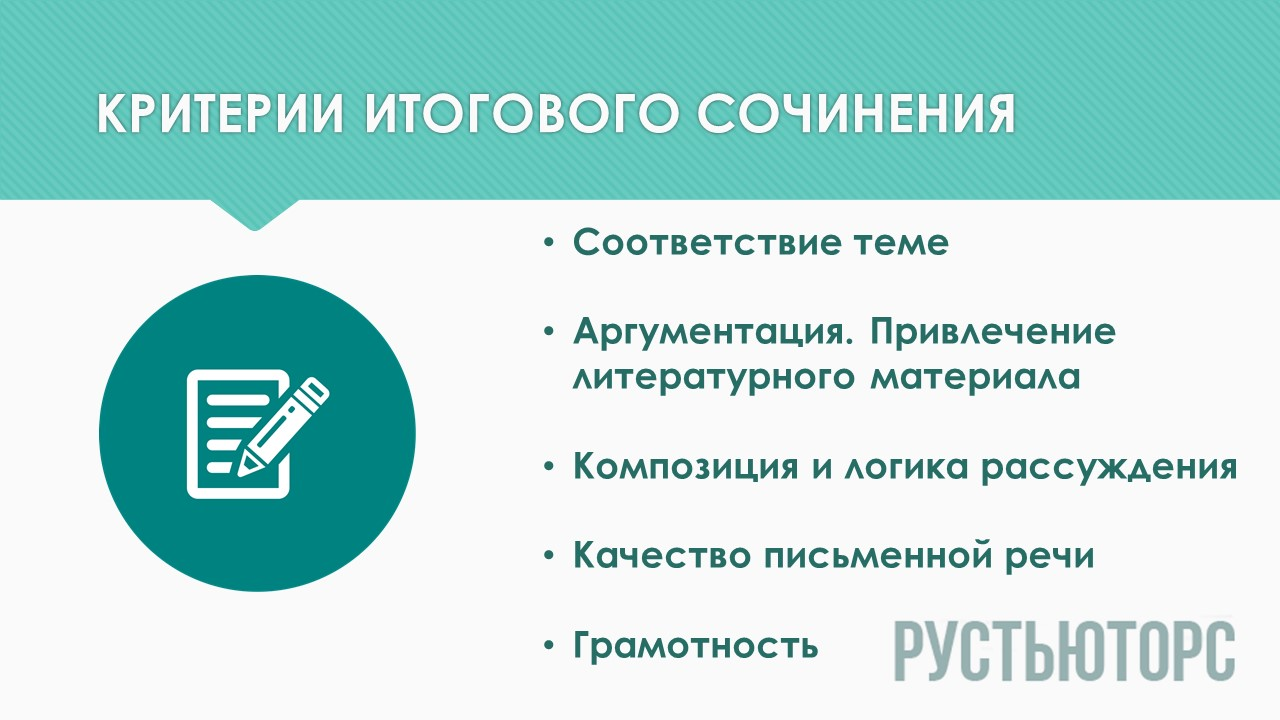 КРИТЕРИИ ИТОГОВОГО СОЧИНЕНИЯ
• Соответствие теме
• Аргументация. Привлечение
литературного материала
• Композиция и логика рассуждения
• Качество письменной речи
• Грамотность
РУСТЬЮТОРС